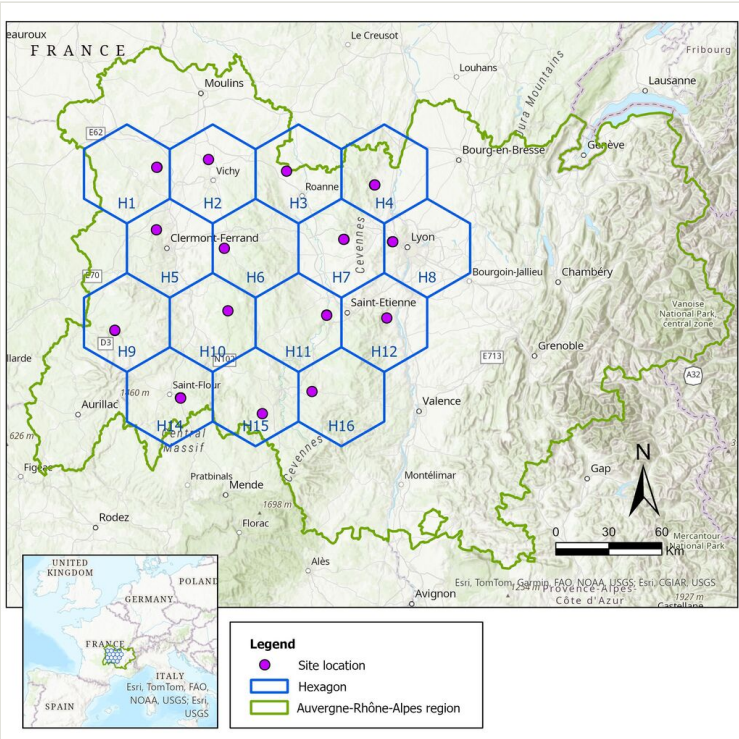 eauroux
FRANCE
Le Creusot
Fribourg
Louhans
Moulins
Lausanne
Jura Mountains
E62
Bourg-en-Bresse
Genève
Vichy
Roanne
H1
H2
H3
H4
Clermont-Ferrand
Cevennes
Lyon
E70
H5
H6
H7
H8
Bourgoin-Jallieu
Chambéry
Saint-Etienne
Vanoise
National Park,
central zone
D3
H9
H10
N102
H11
H12
E713
Grenoble
llarde
Saint-Flour
A32
Aurillac
Valence
H14
H15
H16
626 m
Central
Massif
Cevennes
N
Figeac
Pratbinals
Mende
Montélimar
Gap
1698 m
Rodez
Florac
0 30 60
Km
Mercantour
National Park
Alès
Esri, TomTom, Garmin, FAO, NOAA, USGS; Esri, CGIAR, USGS
Provence-Alpes-
Côte d'Azur
1927 m
Avignon
Castellane
UNITED
KINGDOM
POLAND
GERMANY
FRANCE
ITALY
SPAIN
Esri, TomTom, FAO,
NOAA, USGS; Esri,
USGS
Legend
Site location
Hexagon
Auvergne-Rhône-Alpes region